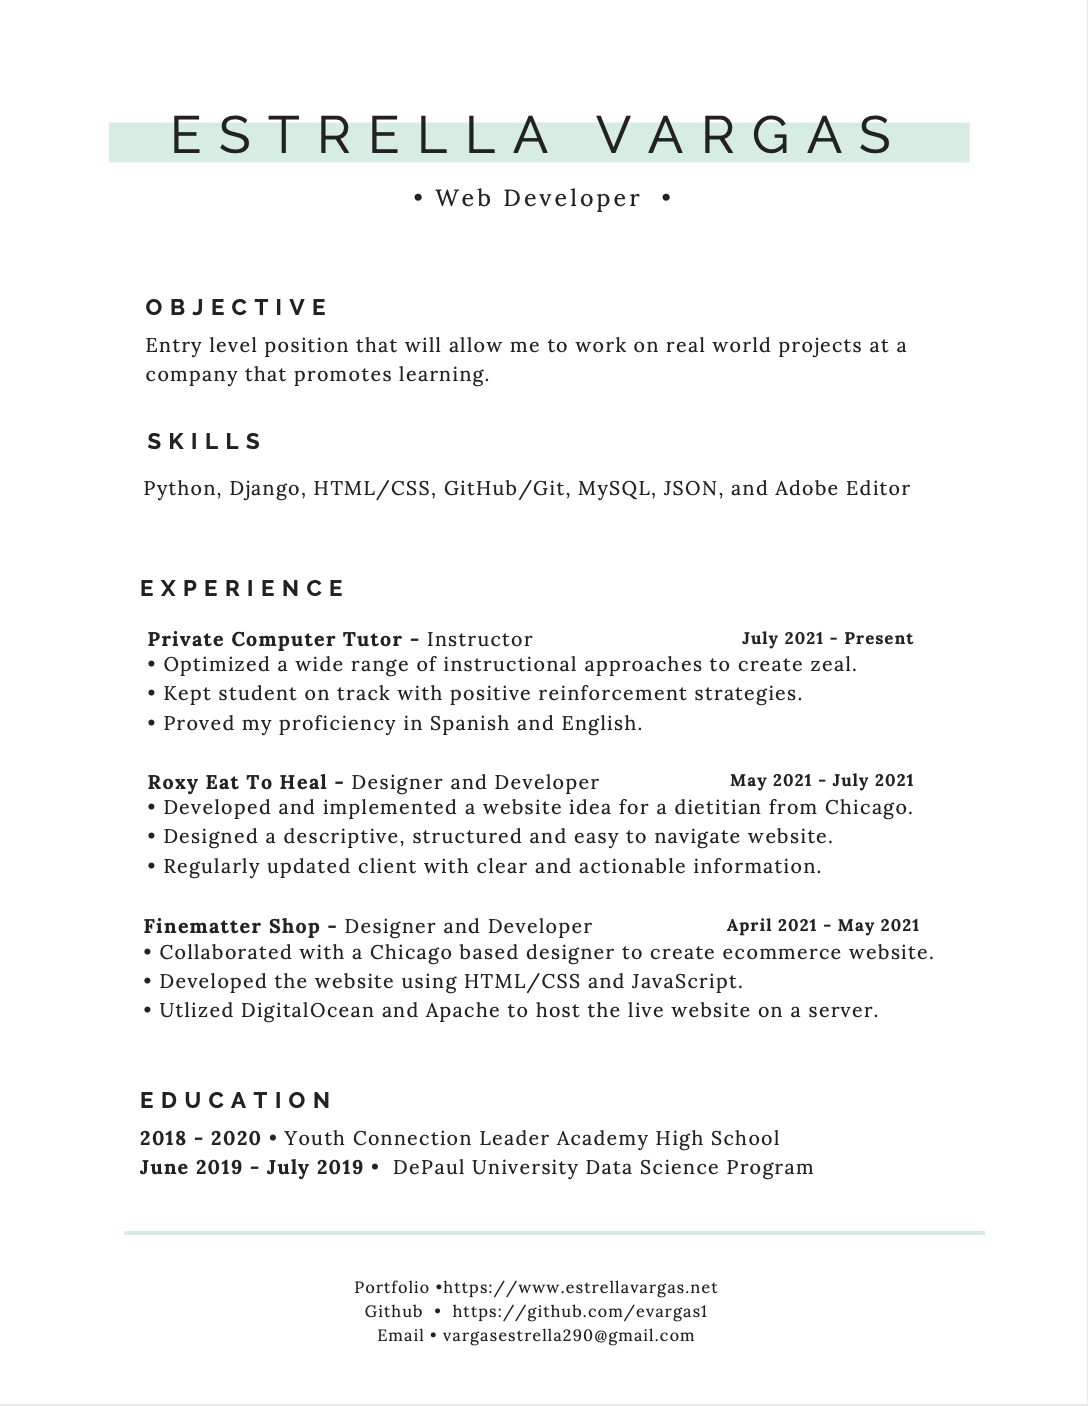 ESTRELLA VARGAS
• Web Developer •
OBJECTIVE
Entry level position that will allow me to work on real world projects at a
company that promotes learning.
SKILLS
Python, Django, HTML/CSS, GitHub/Git, MySQL, JSON, and Adobe Editor
EXPERIENCE
Private Computer Tutor - Instructor July 2021 - Present
• Optimized a wide range of instructional approaches to create zeal.
• Kept student on track with positive reinforcement strategies.
• Proved my proficiency in Spanish and English.
Roxy Eat To Heal - Designer and Developer May 2021 - July 2021
• Developed and implemented a website idea for a dietitian from Chicago.
• Designed a descriptive, structured and easy to navigate website.
• Regularly updated client with clear and actionable information.
Finematter Shop - Designer and Developer April 2021 - May 2021
• Collaborated with a Chicago based designer to create ecommerce website.
• Developed the website using HTML/CSS and JavaScript.
• Utlized DigitalOcean and Apache to host the live website on a server.
EDUCATION
2018 - 2020 • Youth Connection Leader Academy High School
June 2019 - July 2019 • DePaul University Data Science Program
Portfolio •https://www.estrellavargas.net
Github • https://github.com/evargas1
Email • vargasestrella290@gmail.com